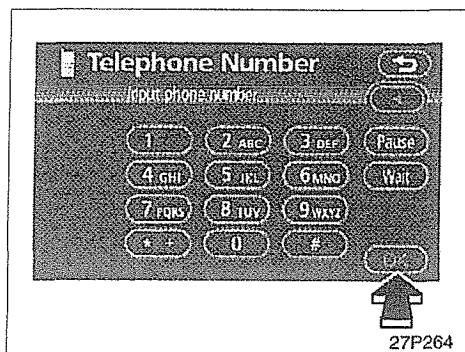 Telephone Number
Input phone number
1 2 ABC 3 DEF Pause
4 GHI 5 JKL 6 MNO Wait
7 PQRS 8 TUV 9 WXYZ
* + 0 #
OK
27P264